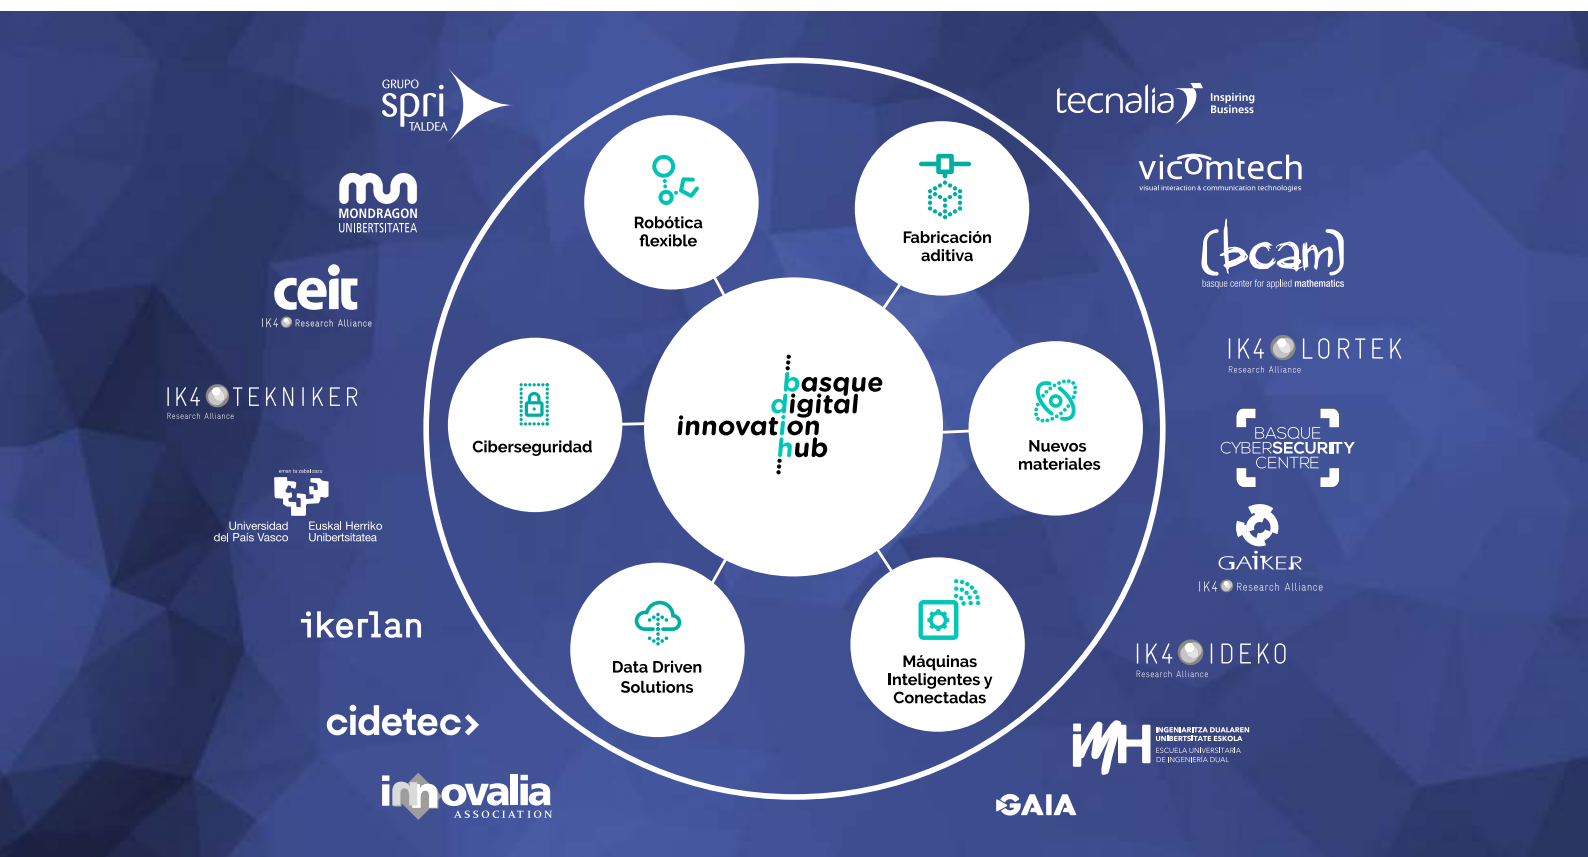 GRUPO
spri
TALDEA
MONDRAGON
UNIBERTSITATEA
ceit
IK4 Research Alliance
IK4 TEKNIKER
Research Alliance
eman ta zabal zazu
Universidad
del País Vasco
Euskal Herriko
Unibertsitatea
ikerlan
cidetec>
innovalia
ASSOCIATION
Robótica
flexible
Fabricación
aditiva
Ciberseguridad
basque
digital
innovation
hub
Nuevos
materiales
Data Driven
Solutions
Máquinas
Inteligentes y
Conectadas
tecnalia Inspiring
Business
vicomtech
visual interaction & communication technologies
(bcam)
basque center for applied mathematics
IK4 LORTEK
Research Alliance
BASQUE
CYBERSECURITY
CENTRE
GAIKER
IK4 Research Alliance
IK4 IDEKO
Research Alliance
iMH
INGENIARITZA DUALAREN
UNIBERTSITATE ESKOLA
ESCUELA UNIVERSITARIA
DE INGENIERÍA DUAL
GAIA